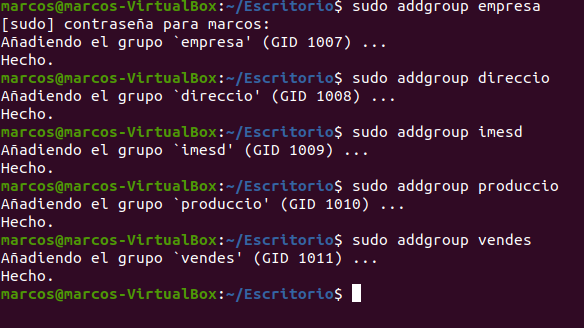 marcos@marcos-VirtualBox:~/Escritorio$ sudo addgroup empresa
[sudo] contraseña para marcos:
Añadiendo el grupo `empresa' (GID 1007) ...
Hecho.
marcos@marcos-VirtualBox:~/Escritorio$ sudo addgroup direccio
Añadiendo el grupo `direccio' (GID 1008) ...
Hecho.
marcos@marcos-VirtualBox:~/Escritorio$ sudo addgroup imesd
Añadiendo el grupo `imesd' (GID 1009) ...
Hecho.
marcos@marcos-VirtualBox:~/Escritorio$ sudo addgroup produccio
Añadiendo el grupo `produccio' (GID 1010) ...
Hecho.
marcos@marcos-VirtualBox:~/Escritorio$ sudo addgroup vendes
Añadiendo el grupo `vendes' (GID 1011) ...
Hecho.
marcos@marcos-VirtualBox:~/Escritorio$